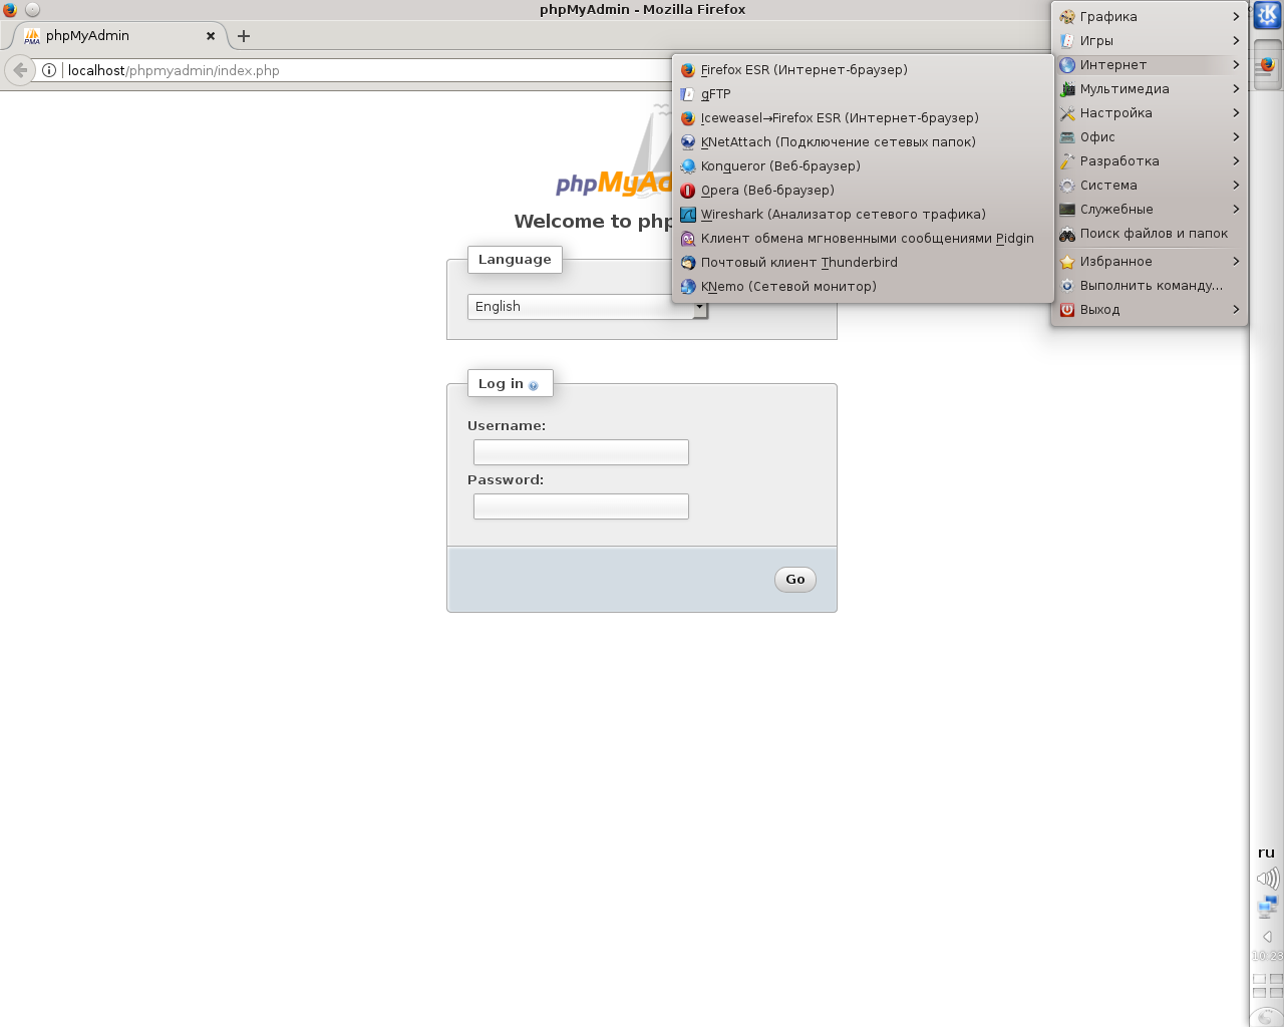 phpMyAdmin - Mozilla Firefox
phpMyAdmin
localhost/phpmyadmin/index.php
phpMyAd
Welcome to php
Language
English
Log in
Username:
Password:
Go
Firefox ESR (Интернет-браузер)
gFTP
Iceweasel→Firefox ESR (Интернет-браузер)
KNetAttach (Подключение сетевых папок)
Konqueror (Веб-браузер)
Opera (Веб-браузер)
Wireshark (Анализатор сетевого трафика)
Клиент обмена мгновенными сообщениями Pidgin
Почтовый клиент Thunderbird
KNemo (Сетевой монитор)
Графика
Игры
Интернет
Мультимедиа
Настройка
Офис
Разработка
Система
Служебные
Поиск файлов и папок
Избранное
Выполнить команду...
Выход
ru
10:23